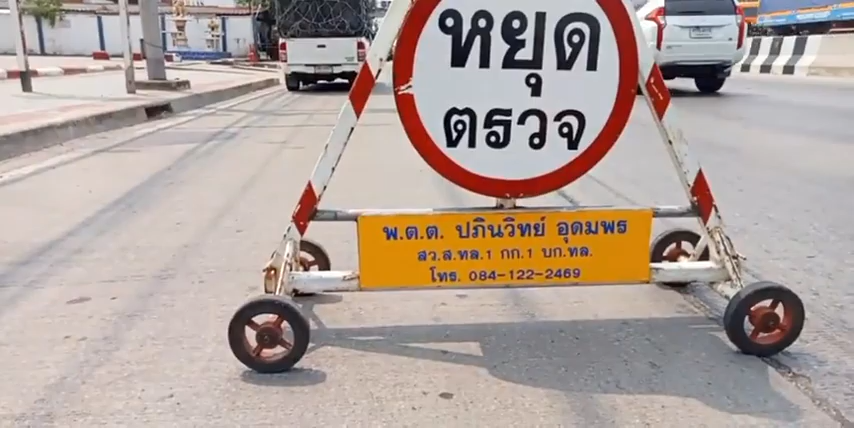 หยุด
ตรวจ
พ.ต.ต. ปภินวิทย์ อุดมพร
สว.ส.ทล.1 กก.1 บก.ทล.
โทร. 084-122-2469